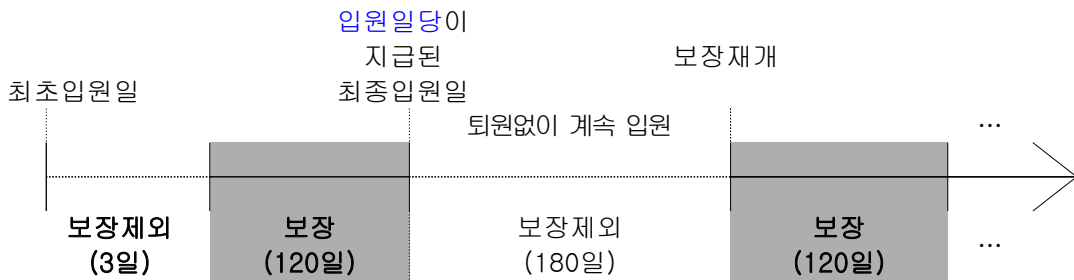 입원일당이
지급된
최종입원일
최초입원일
보장재개
퇴원없이 계속 입원
...
보장제외
(3일)
보장
(120일)
보장제외
(180일)
보장
(120일)
...